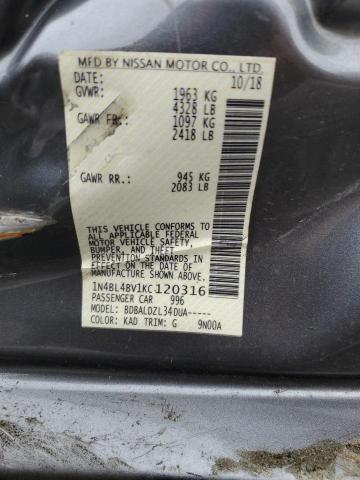 MFD BY NISSAN MOTOR CO., LTD.
DATE: 10/18
GVWR: 1963 KG
4328 LB
GAWR FR: 1097 KG
2418 LB
GAWR RR.: 945 KG
2083 LB
THIS VEHICLE CONFORMS TO
ALL APPLICABLE FEDERAL
MOTOR VEHICLE SAFETY,
BUMPER, AND THEFT
PREVENTION STANDARDS
IN EFFECT ON THE DATE OF
MANUFACTURE SHOWN ABOVE.
1N4BL4BV1KC120316
PASSENGER CAR 996
MODEL: BDBALDZL34DUA-----
COLOR: KAD TRIM: G 9N00A